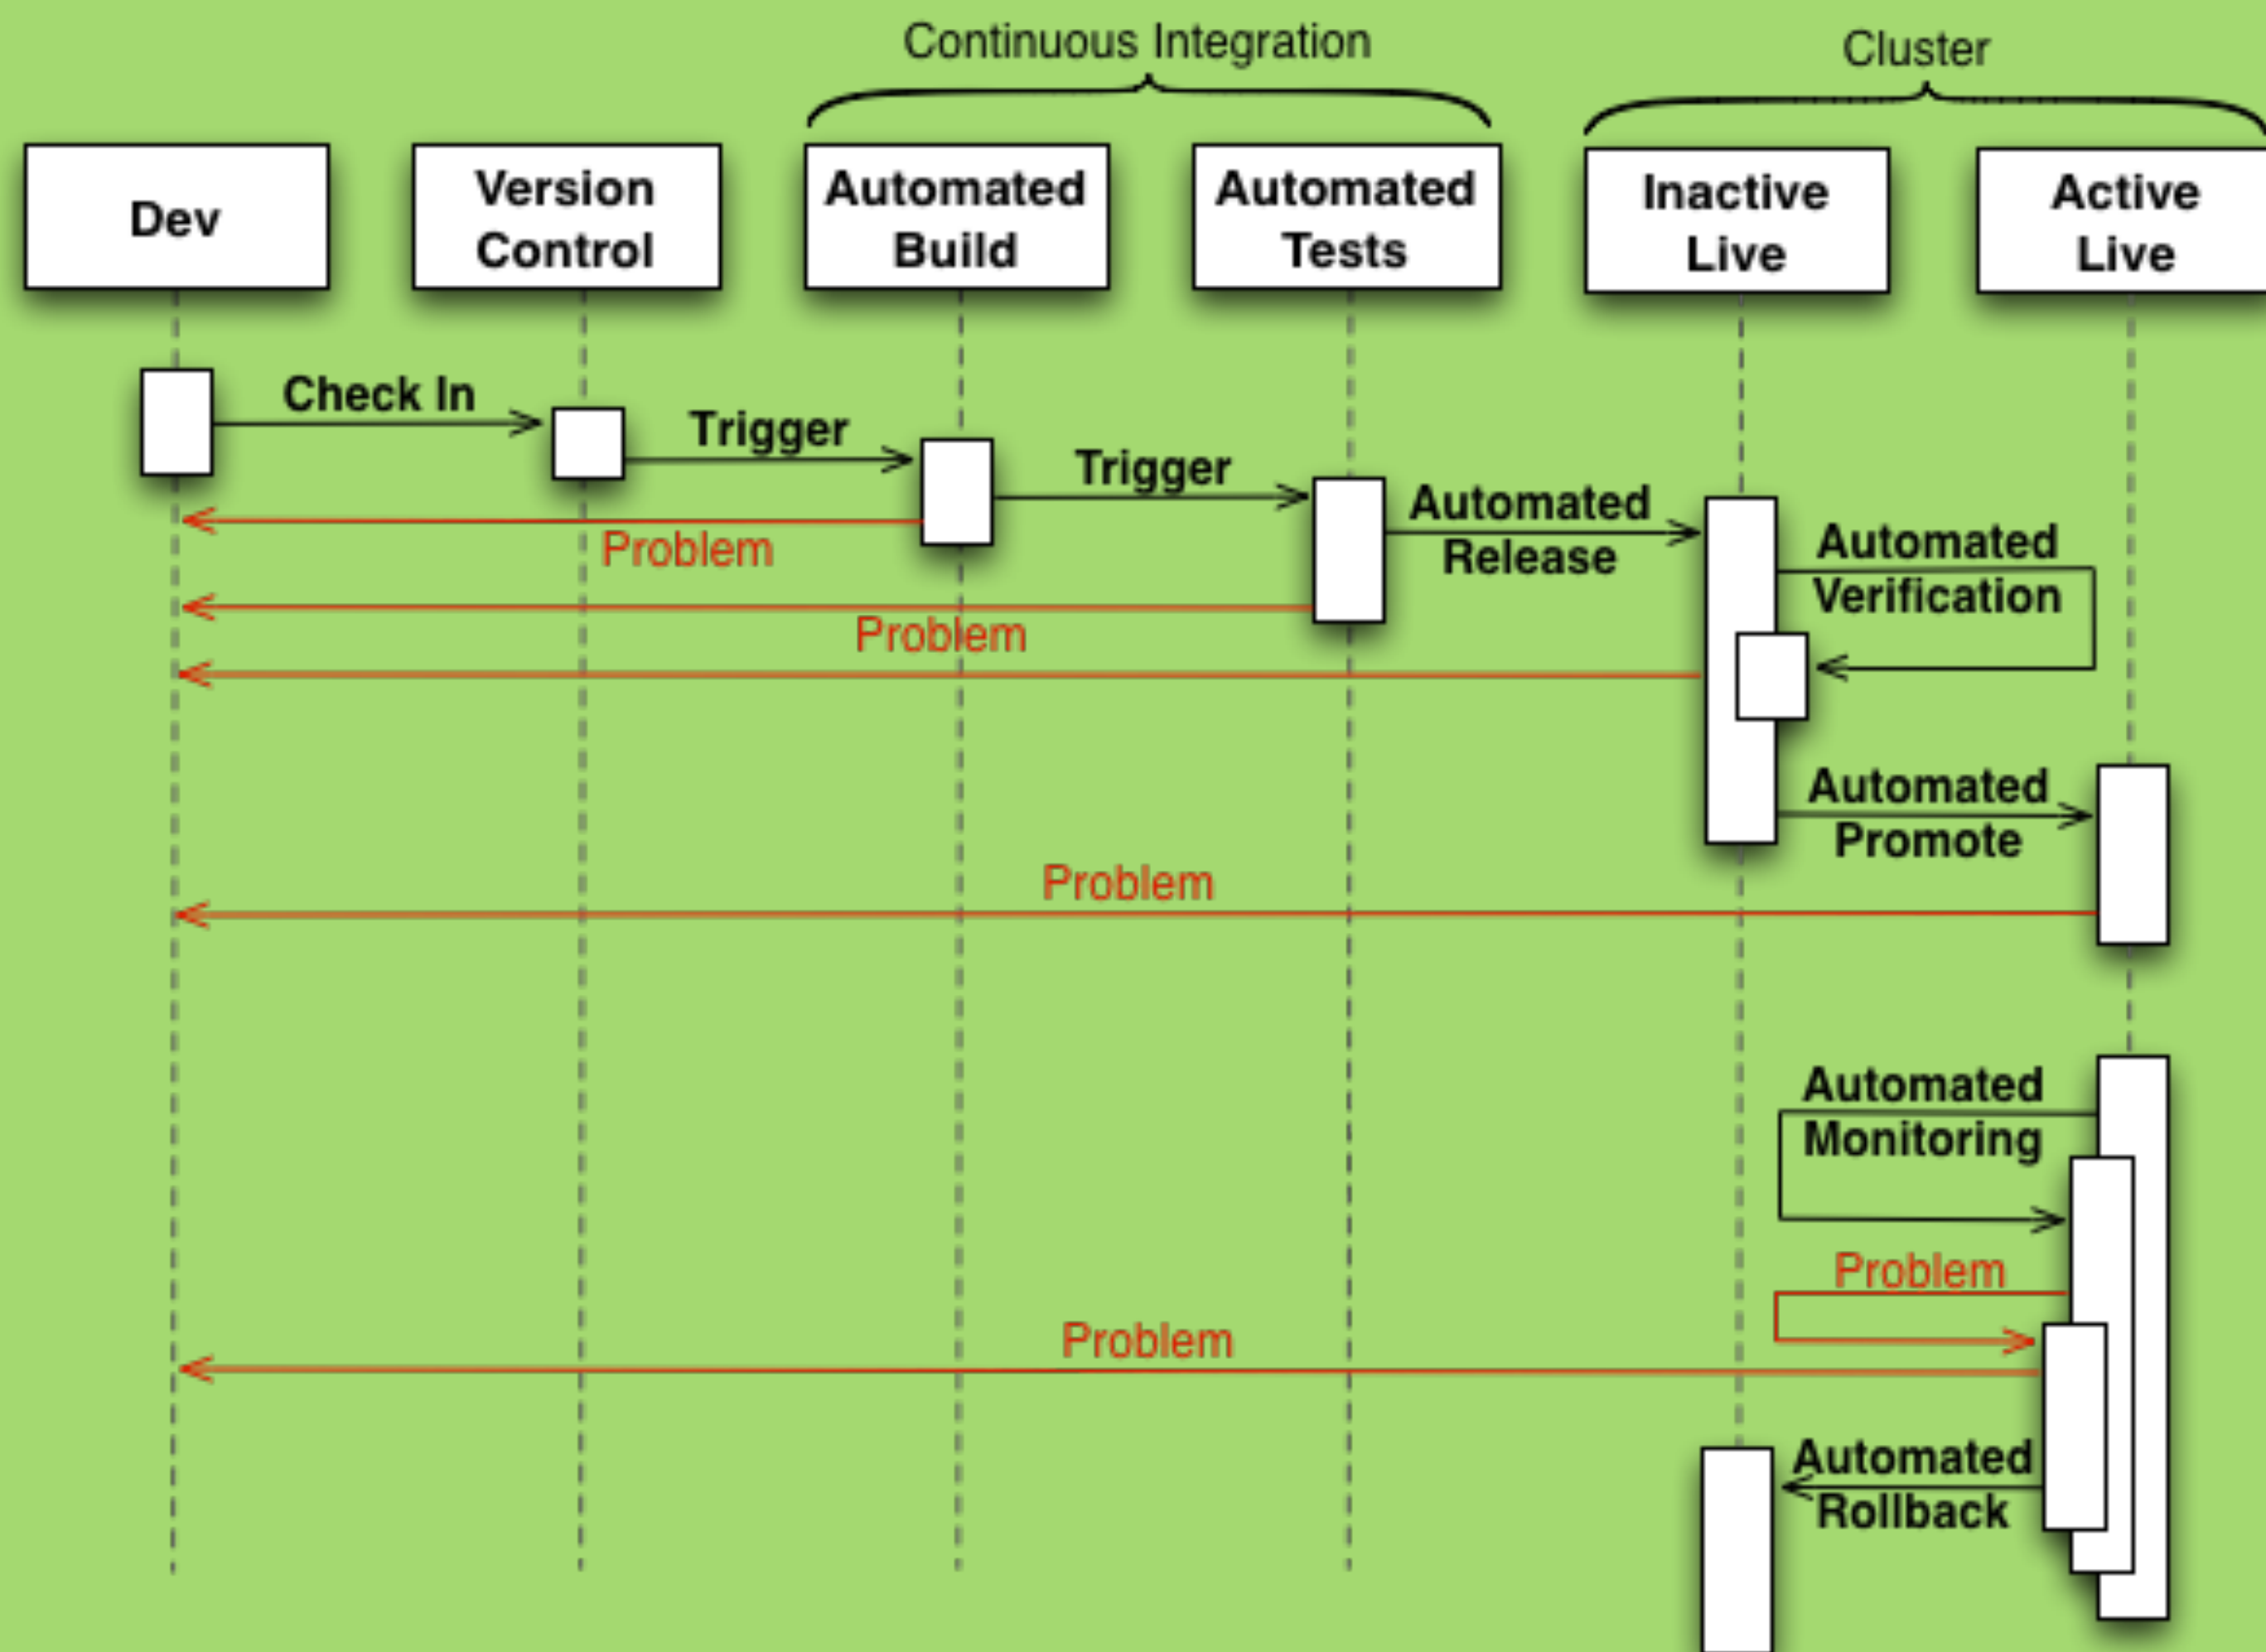 Continuous Integration
Cluster
Dev
Version
Control
Automated
Build
Automated
Tests
Inactive
Live
Active
Live
Check In
Trigger
Trigger
Automated
Release
Automated
Verification
Problem
Problem
Automated
Promote
Problem
Automated
Monitoring
Problem
Problem
Automated
Rollback